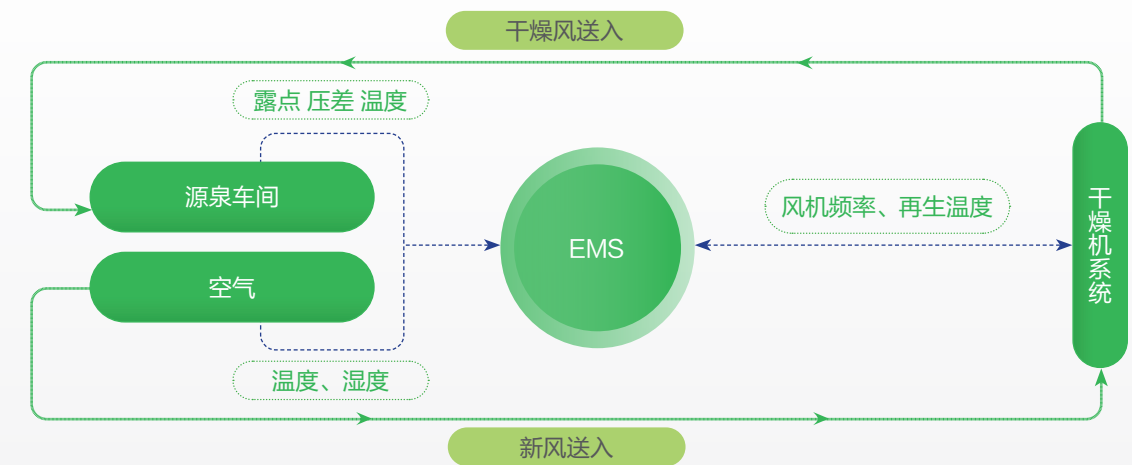 干燥风送入
露点 压差 温度
源泉车间
空气
温度、湿度
EMS
风机频率、再生温度
干燥机系统
新风送入